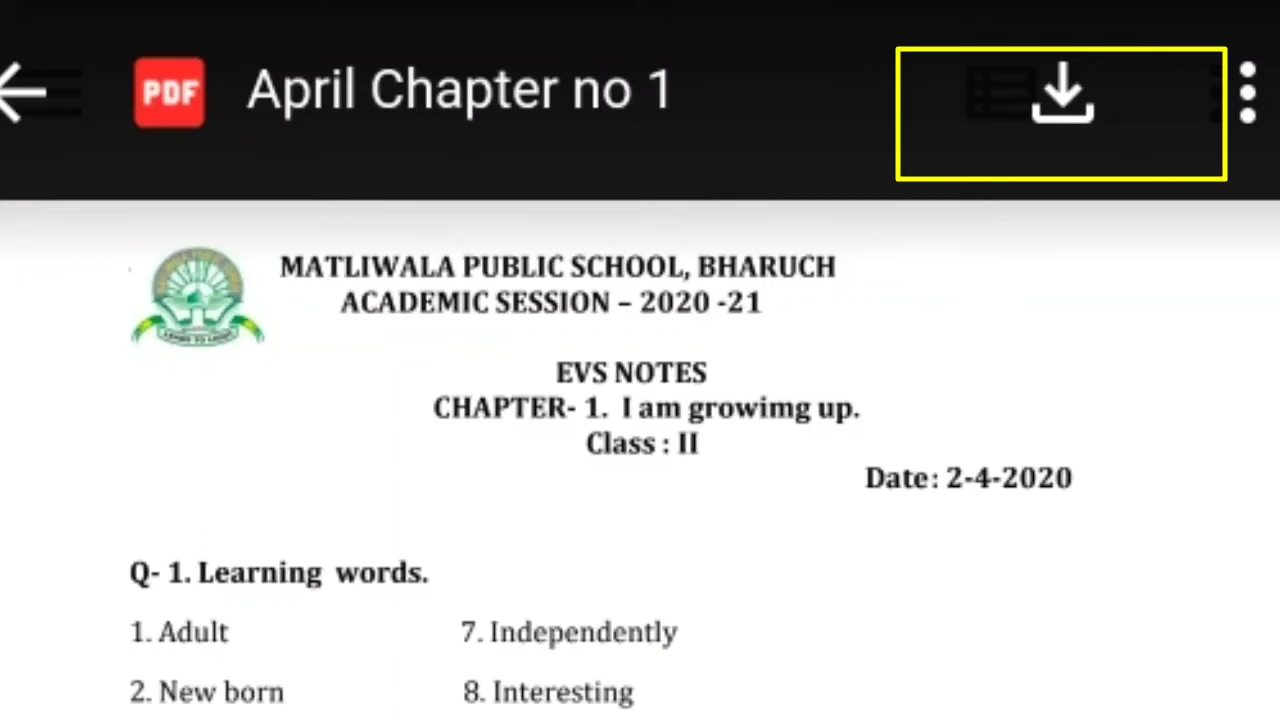 PDF April Chapter no 1
MATLIWALA PUBLIC SCHOOL, BHARUCH
ACADEMIC SESSION – 2020 -21
EVS NOTES
CHAPTER- 1.  I am growimg up.
Class : II
Date: 2-4-2020
Q- 1. Learning  words.
1. Adult 7. Independently
2. New born 8. Interesting